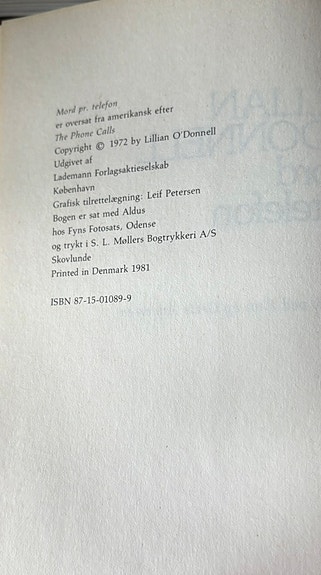 Mord pr. telefon
er oversat fra amerikansk efter
The Phone Calls
Copyright © 1972 by Lillian O'Donnell
Udgivet af
Lademann Forlagsaktieselskab
København
Grafisk tilrettelægning: Leif Petersen
Bogen er sat med Aldus
hos Fyns Fotosats, Odense
og trykt i S. L. Møllers Bogtrykkeri A/S
Skovlunde
Printed in Denmark 1981
ISBN 87-15-01089-9